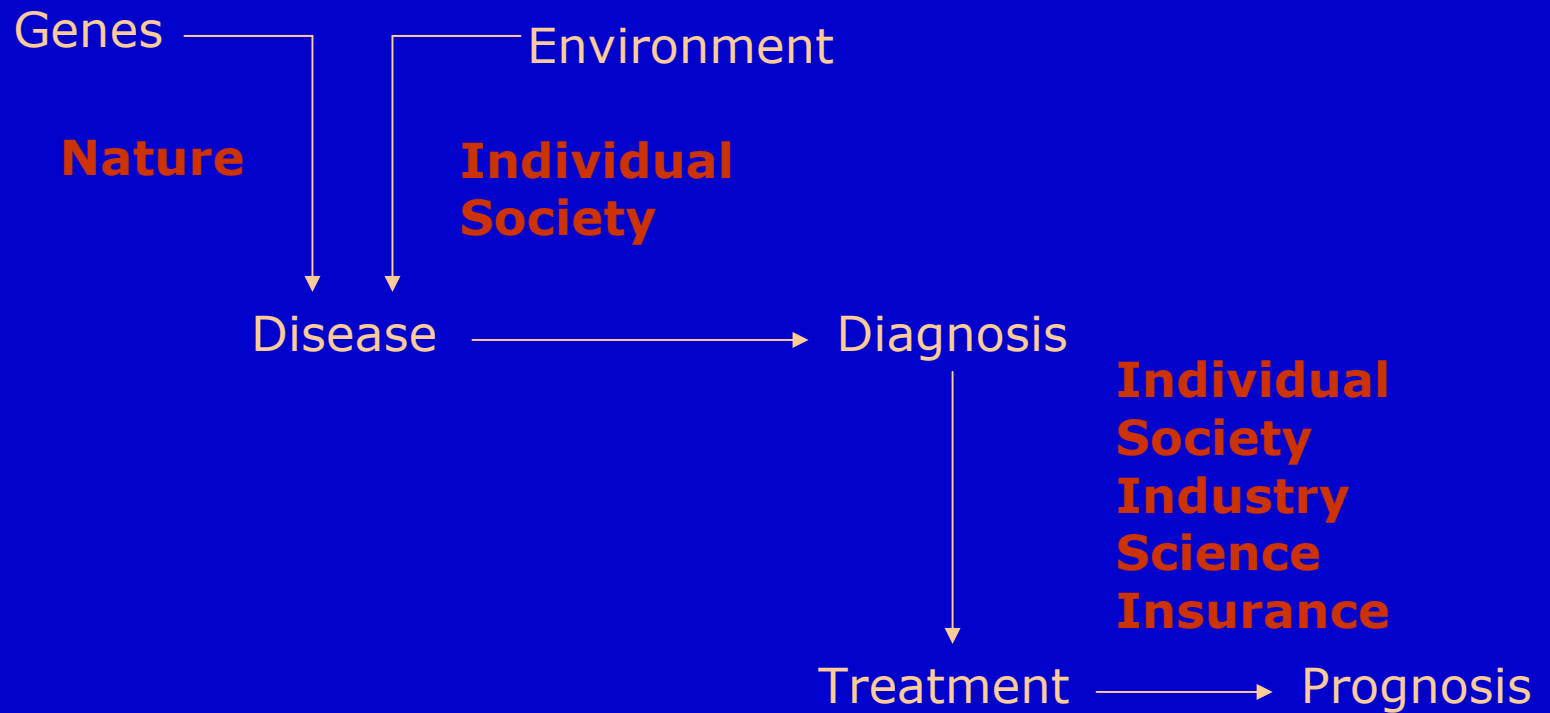 Genes
Environment
Nature
Individual
Society
Disease
Diagnosis
Individual
Society
Industry
Science
Insurance
Treatment
Prognosis